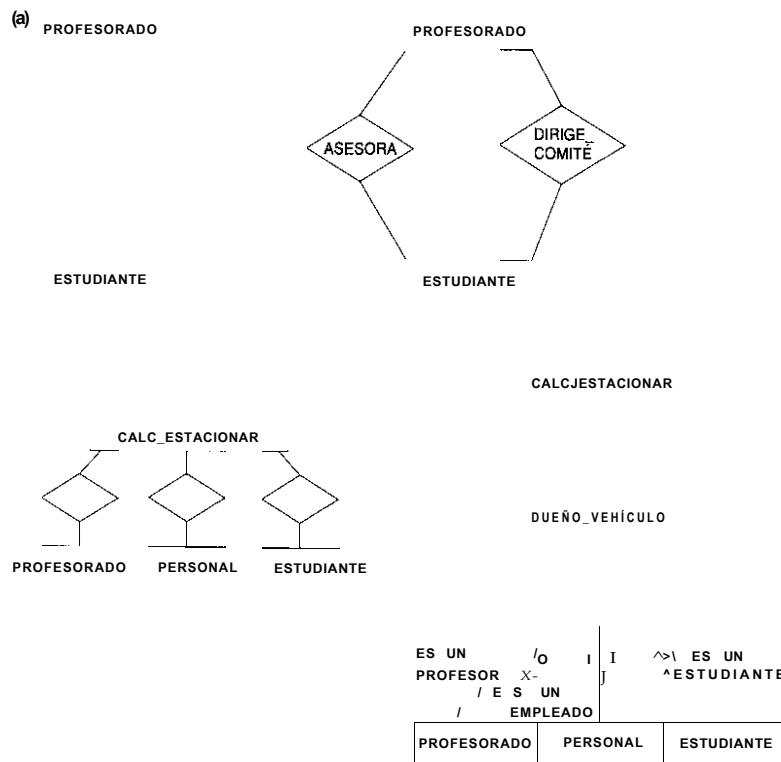 (a)
PROFESORADO
PROFESORADO
ASESORA
DIRIGE_
COMITÉ
ESTUDIANTE
ESTUDIANTE
CALCJESTACIONAR
CALC_ESTACIONAR
DUEÑO_VEHÍCULO
PROFESORADO PERSONAL ESTUDIANTE
ES UN /O I I ^>\ ES UN
PROFESOR X- J ^ESTUDIANTE
/ E S UN
/ EMPLEADO
PROFESORADO PERSONAL ESTUDIANTE